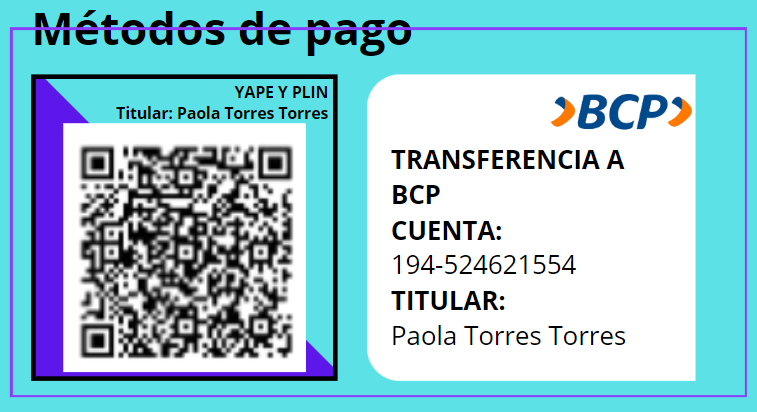 Métodos de pago
YAPE Y PLIN
Titular: Paola Torres Torres
BCP
TRANSFERENCIA A
BCP
CUENTA:
194-524621554
TITULAR:
Paola Torres Torres